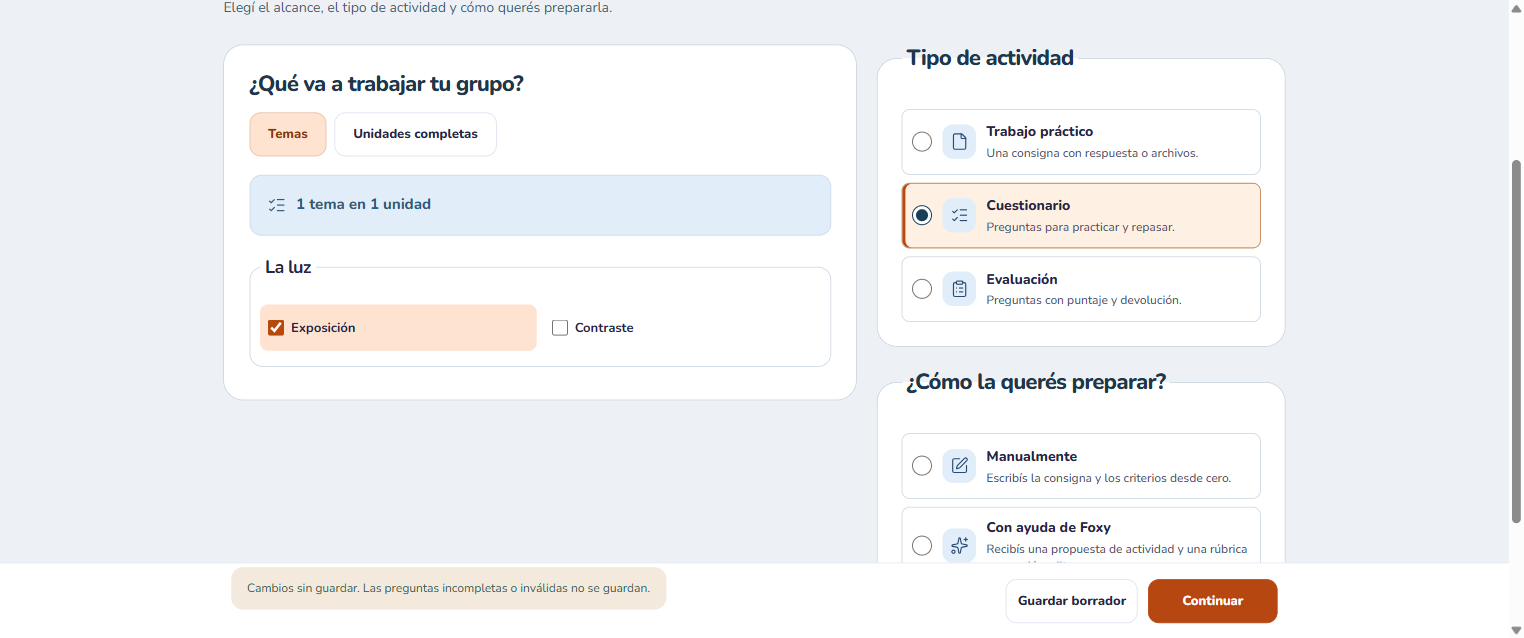 Elegí el alcance, el tipo de actividad y cómo querés prepararla.
¿Qué va a trabajar tu grupo?
Temas
Unidades completas
1 tema en 1 unidad
La luz
Exposición
Contraste
Tipo de actividad
Trabajo práctico
Una consigna con respuesta o archivos.
Cuestionario
Preguntas para practicar y repasar.
Evaluación
Preguntas con puntaje y devolución.
¿Cómo la querés preparar?
Manualmente
Escribís la consigna y los criterios desde cero.
Con ayuda de Foxy
Recibís una propuesta de actividad y una rúbrica
Cambios sin guardar. Las preguntas incompletas o inválidas no se guardan.
Guardar borrador
Continuar